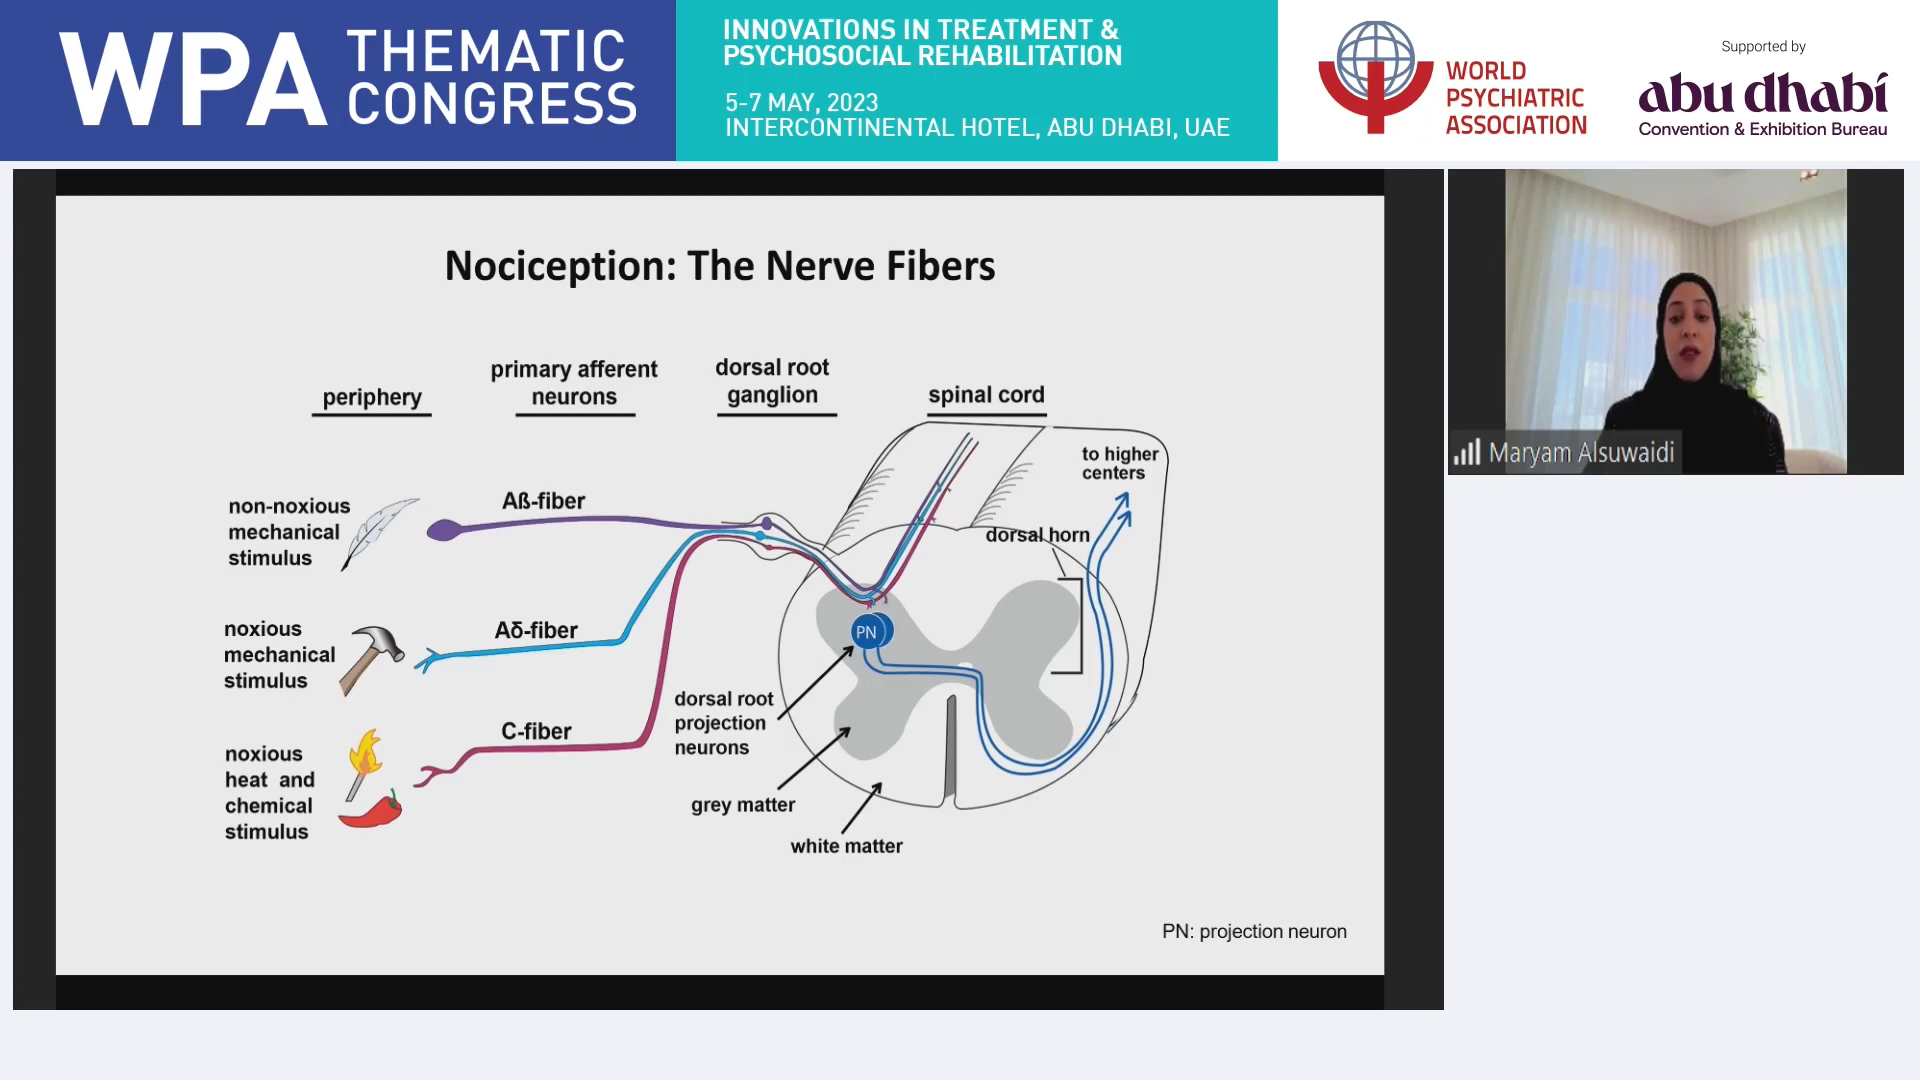 WPA THEMATIC
CONGRESS
INNOVATIONS IN TREATMENT &
PSYCHOSOCIAL REHABILITATION
5-7 MAY, 2023
INTERCONTINENTAL HOTEL, ABU DHABI, UAE
WORLD
PSYCHIATRIC
ASSOCIATION
Supported by
abu dhabi
Convention & Exhibition Bureau
Maryam Alsuwaidi
Nociception: The Nerve Fibers
periphery
primary afferent
neurons
dorsal root
ganglion
spinal cord
to higher
centers
non-noxious
mechanical
stimulus
Aß-fiber
dorsal horn
noxious
mechanical
stimulus
Aδ-fiber
PN
dorsal root
projection
neurons
C-fiber
noxious
heat and
chemical
stimulus
grey matter
white matter
PN: projection neuron